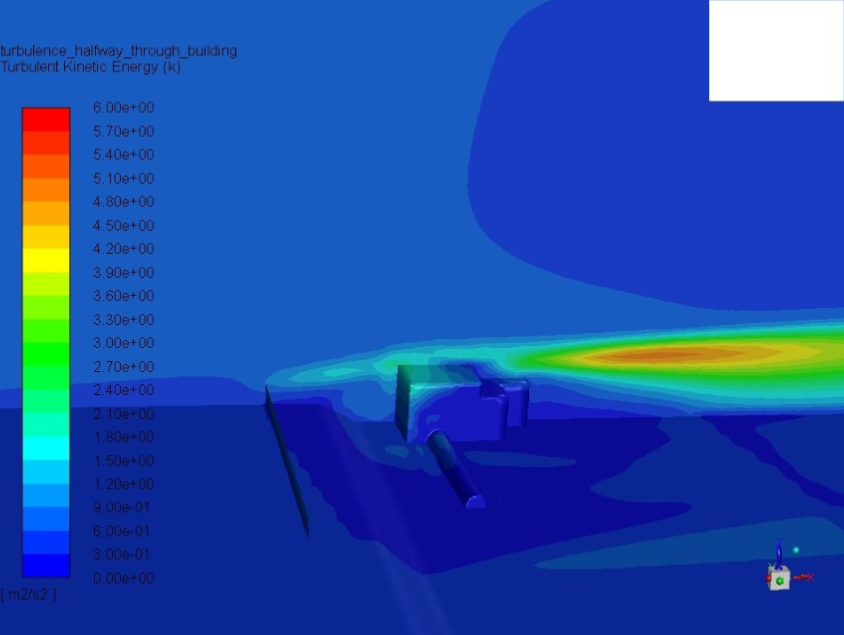 turbulence_halfway_through_building
Turbulent Kinetic Energy (k)
6.00e+00
5.70e+00
5.40e+00
5.10e+00
4.80e+00
4.50e+00
4.20e+00
3.90e+00
3.60e+00
3.30e+00
3.00e+00
2.70e+00
2.40e+00
2.10e+00
1.80e+00
1.50e+00
1.20e+00
9.00e-01
6.00e-01
3.00e-01
0.00e+00
[ m2/s2 ]
Z
X